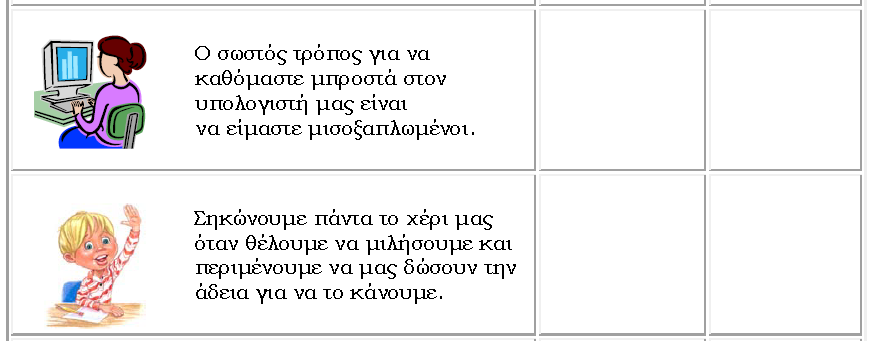 Ο σωστός τρόπος για να
καθόμαστε μπροστά στον
υπολογιστή μας είναι
να είμαστε μισοξαπλωμένοι.
Σηκώνουμε πάντα το χέρι μας
όταν θέλουμε να μιλήσουμε και
περιμένουμε να μας δώσουν την
άδεια για να το κάνουμε.